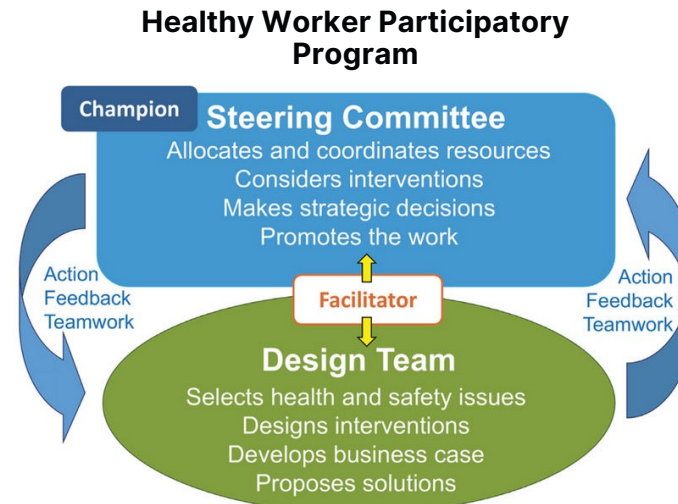 Healthy Worker Participatory
Program
Champion
Steering Committee
Allocates and coordinates resources
Considers interventions
Makes strategic decisions
Promotes the work
Action
Feedback
Teamwork
Facilitator
Action
Feedback
Teamwork
Design Team
Selects health and safety issues
Designs interventions
Develops business case
Proposes solutions